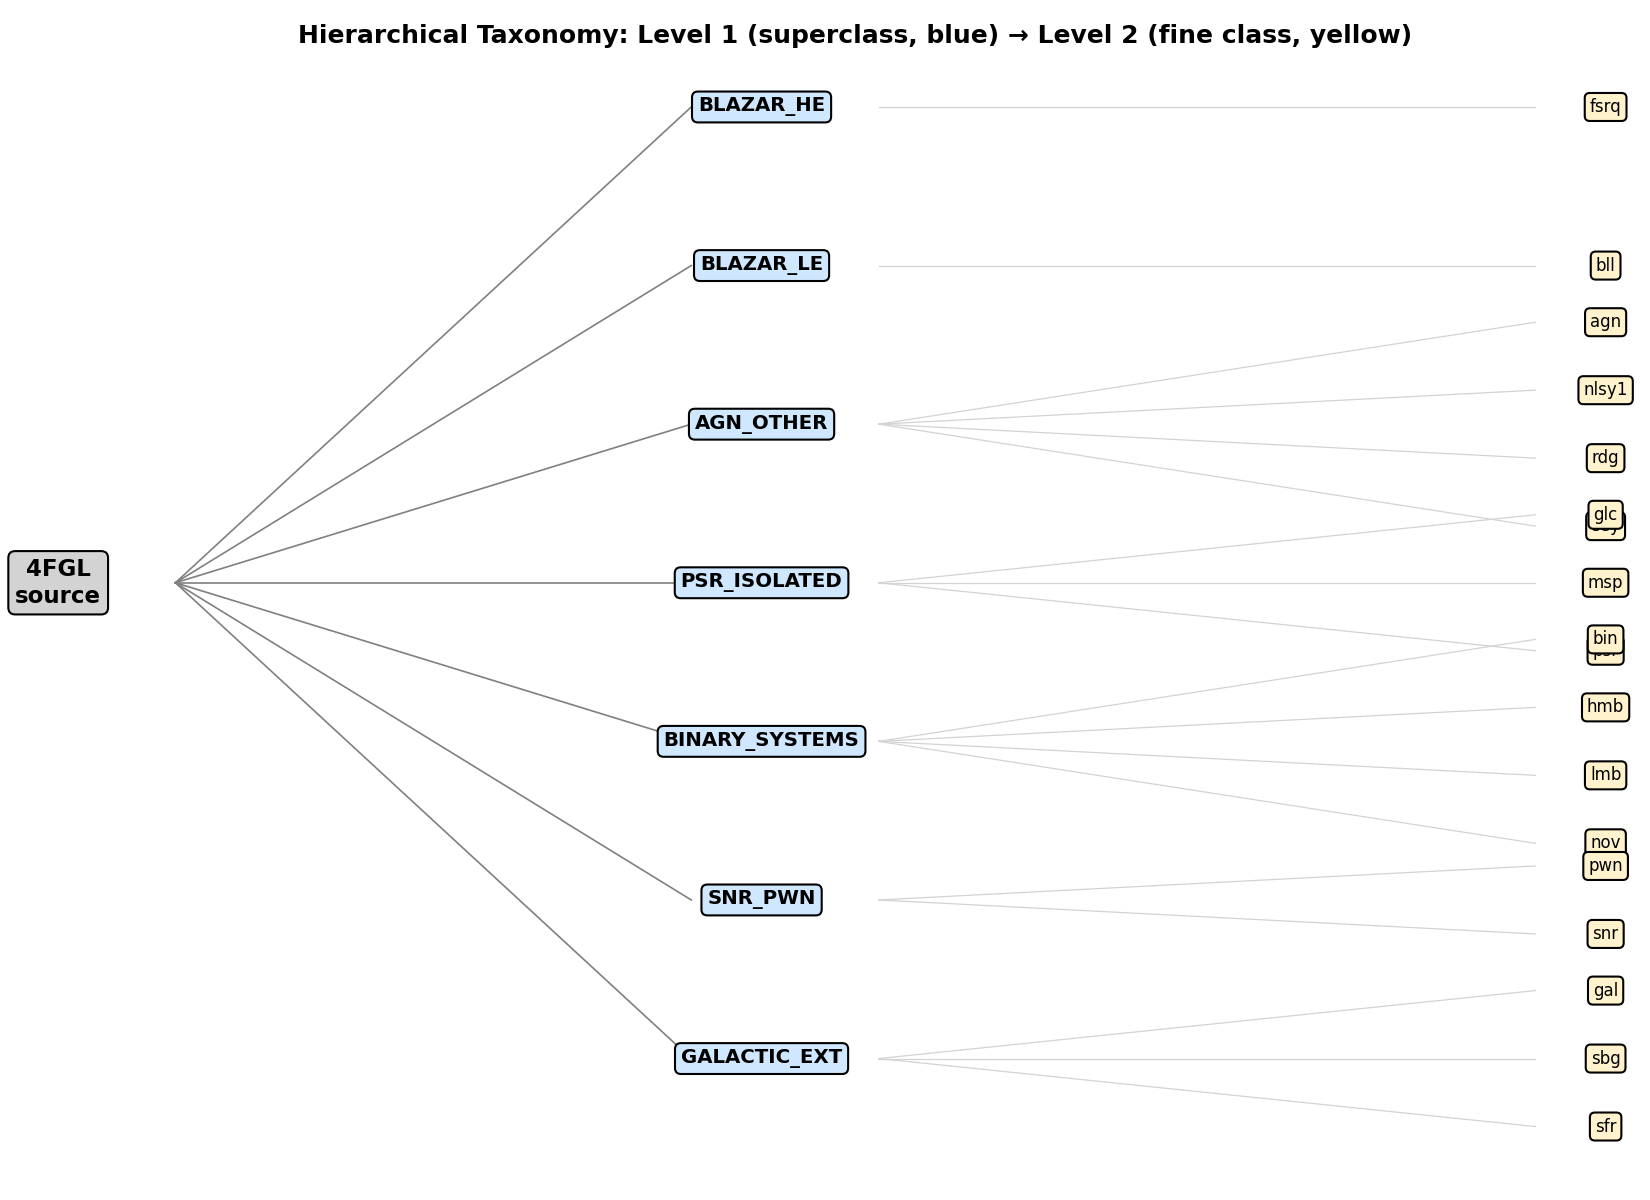 Hierarchical Taxonomy: Level 1 (superclass, blue) → Level 2 (fine class, yellow)
4FGL
source
BLAZAR_HE
BLAZAR_LE
AGN_OTHER
PSR_ISOLATED
BINARY_SYSTEMS
SNR_PWN
GALACTIC_EXT
fsrq
bll
agn
nlsy1
rdg
glc
msp
bin
hmb
lmb
nov
pwn
snr
gal
sbg
sfr